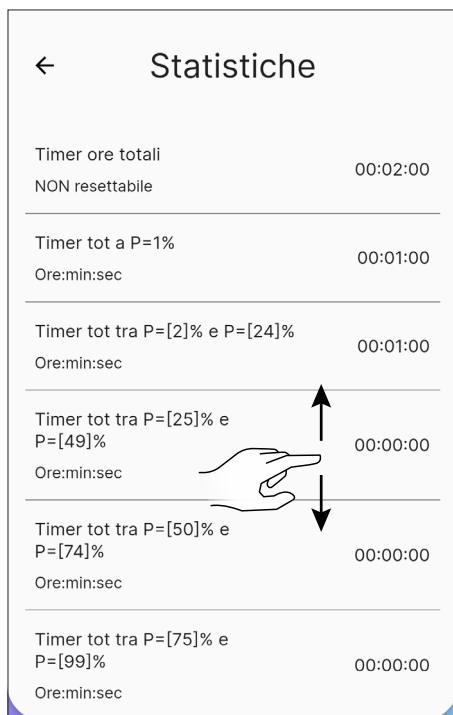 Statistiche
Timer ore totali
00:02:00
NON resettabile
Timer tot a P=1%
00:01:00
Ore:min:sec
Timer tot tra P=[2]% e P=[24]%
00:01:00
Ore:min:sec
Timer tot tra P=[25]% e
P=[49]%
00:00:00
Ore:min:sec
Timer tot tra P=[50]% e
P=[74]%
00:00:00
Ore:min:sec
Timer tot tra P=[75]% e
P=[99]%
00:00:00
Ore:min:sec